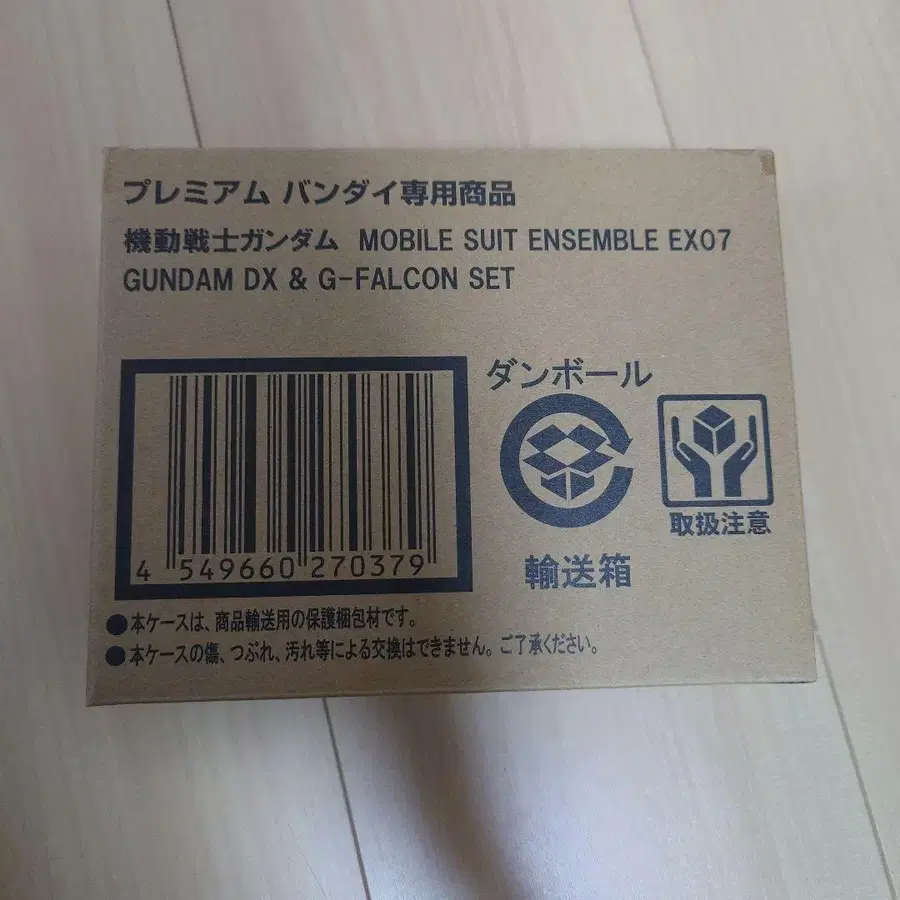 プレミアム バンダイ専用商品
機動戦士ガンダム MOBILE SUIT ENSEMBLE EX07
GUNDAM DX & G-FALCON SET
ダンボール
取扱注意
輸送箱
4 549660 270379
●本ケースは、商品輸送用の保護梱包材です。
●本ケースの傷、つぶれ、汚れ等による交換はできません。ご了承ください。